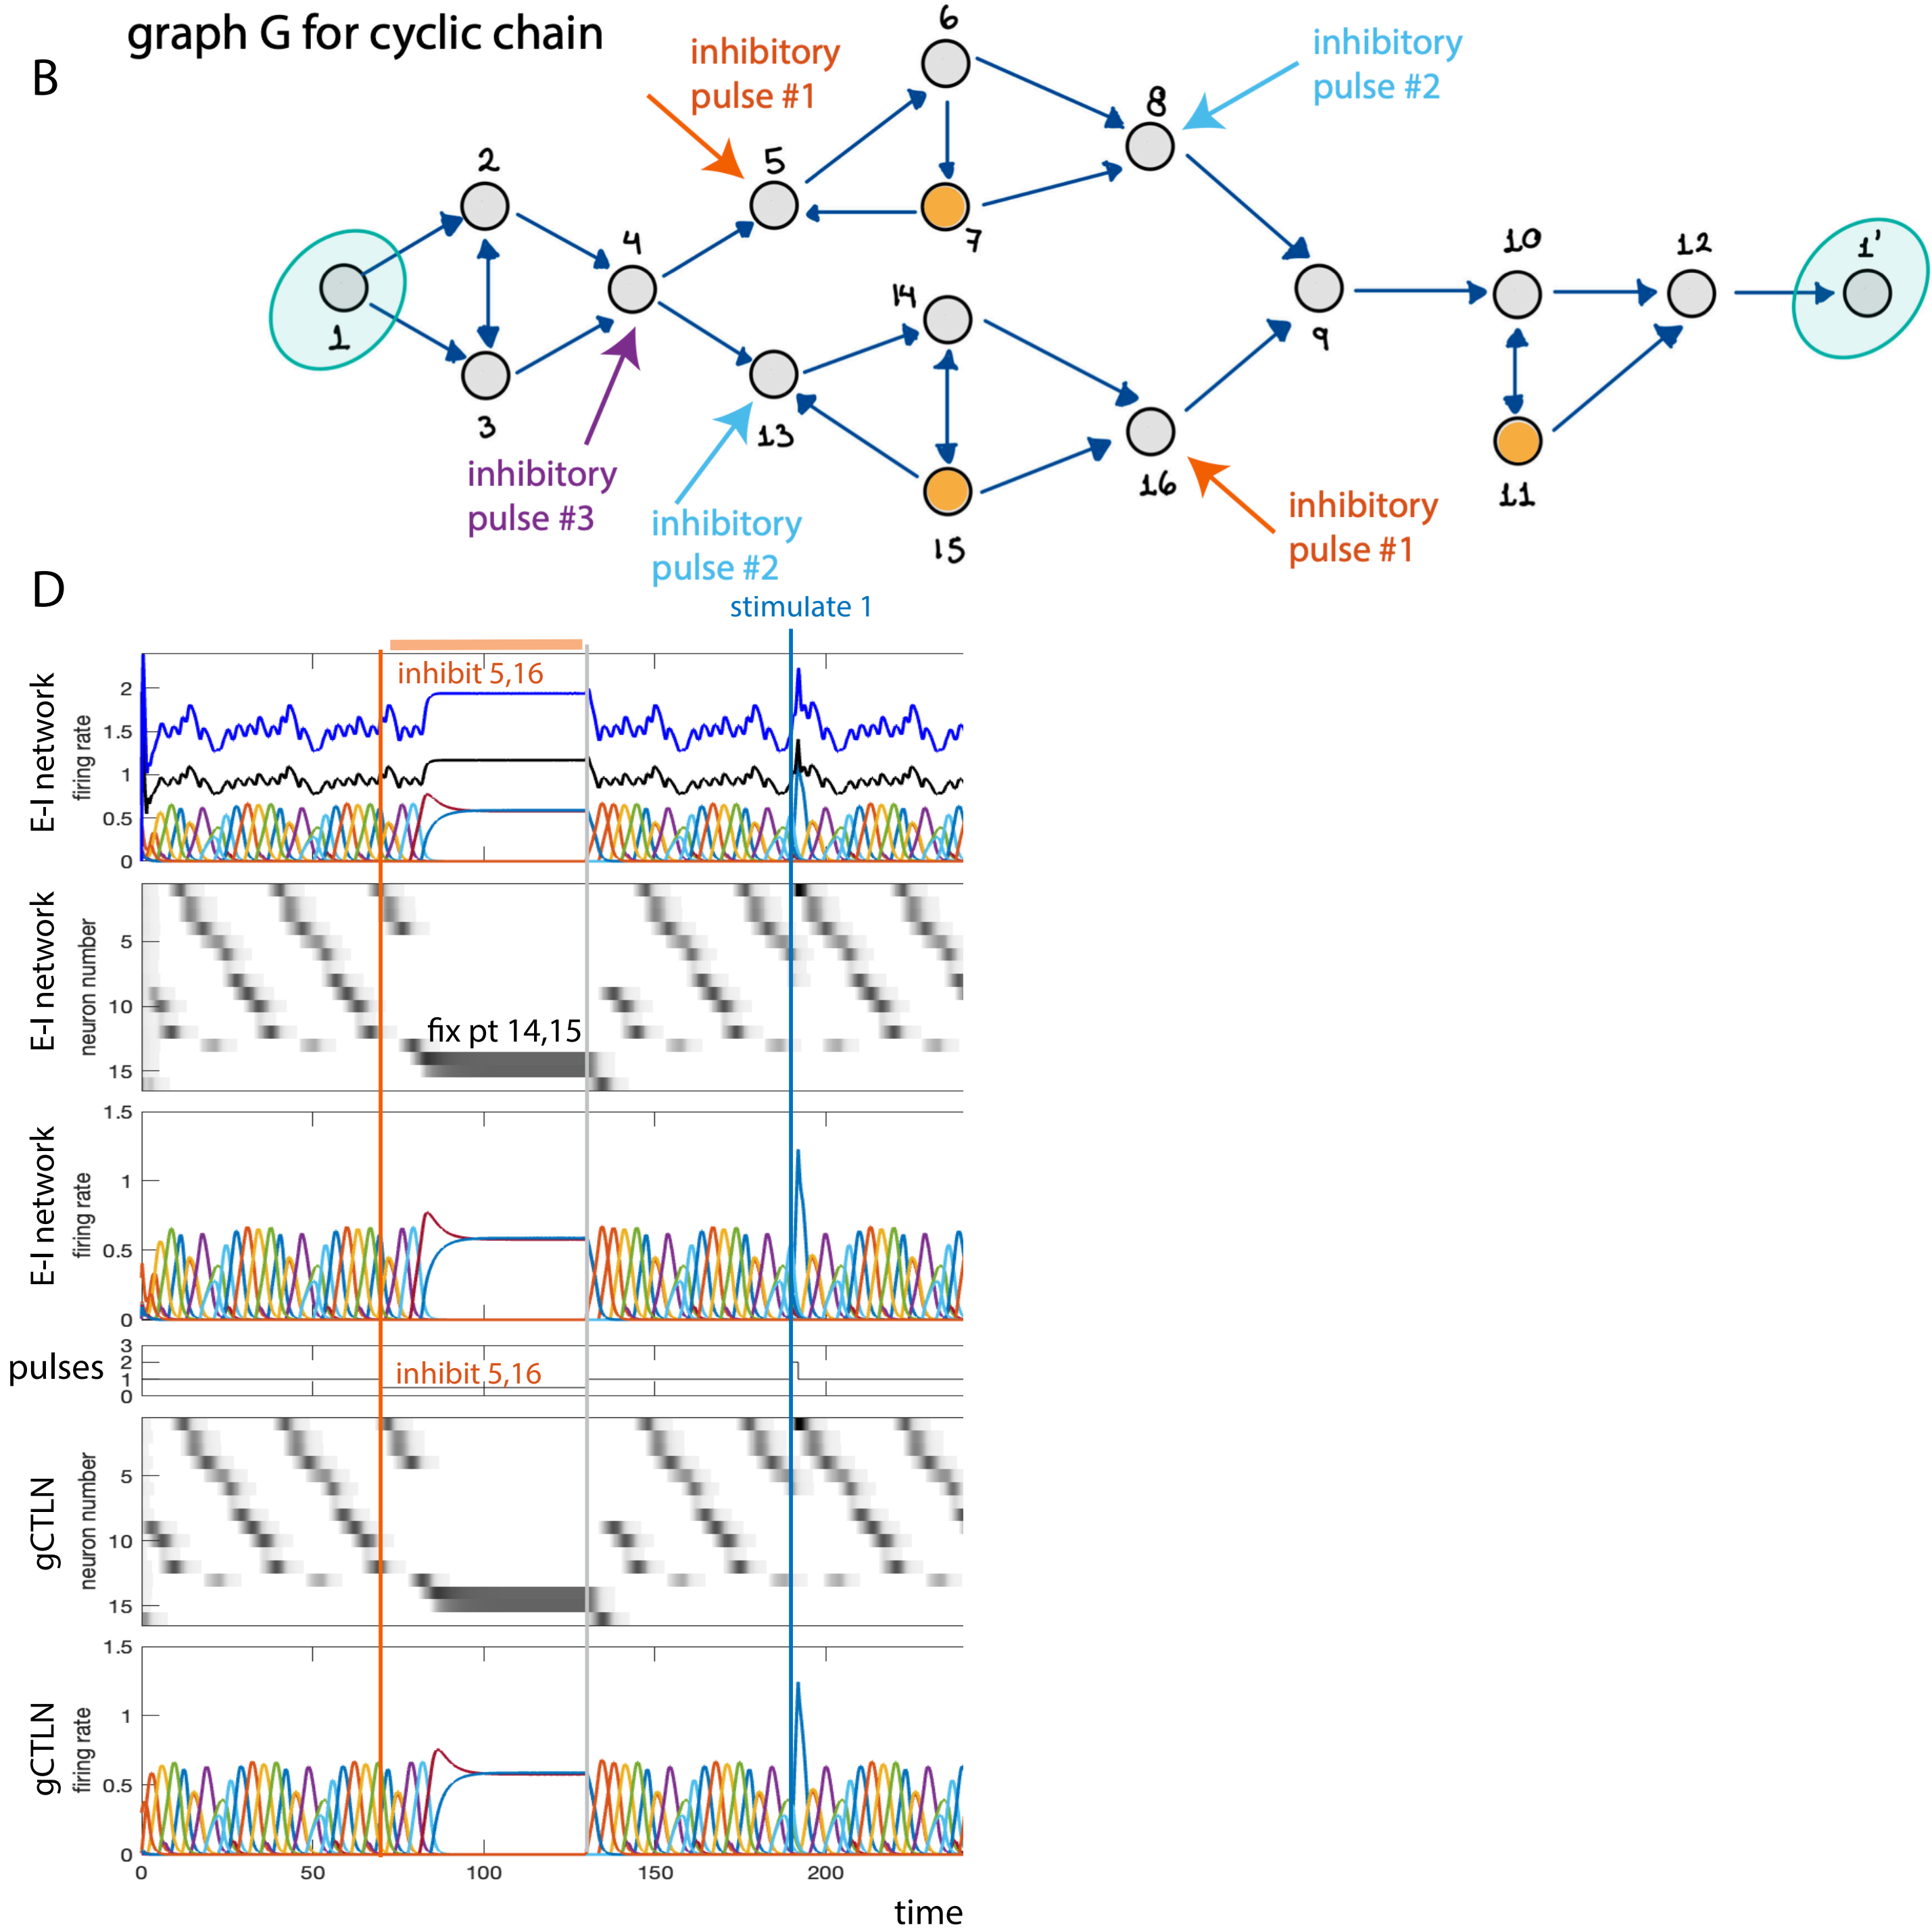 graph G for cyclic chain
B
inhibitory
pulse #1
6
inhibitory
pulse #2
8
2
5
4
7
1
3
14
13
15
16
9
10
12
1'
11
inhibitory
pulse #3
inhibitory
pulse #2
inhibitory
pulse #1
D
stimulate 1
E-I network
firing rate
2
1.5
1
0.5
0
inhibit 5,16
E-I network
neuron number
5
10
15
fix pt 14,15
E-I network
firing rate
1.5
1
0.5
0
pulses
3
2
1
0
inhibit 5,16
gCTLN
neuron number
5
10
15
gCTLN
firing rate
1.5
1
0.5
0
0 50 100 150 200
time